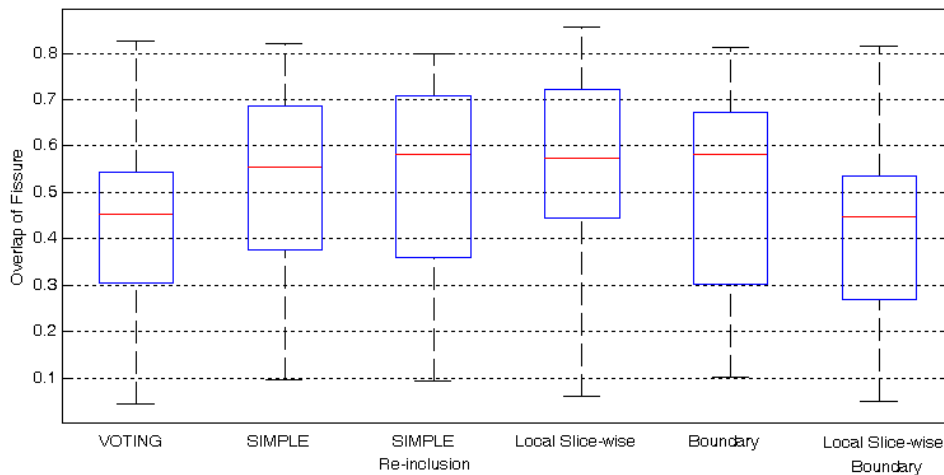 0.8
0.7
0.6
0.5
0.4
0.3
0.2
0.1
Overlap of Fissure
VOTING
SIMPLE
SIMPLE
Re-inclusion
Local Slice-wise
Boundary
Local Slice-wise
Boundary